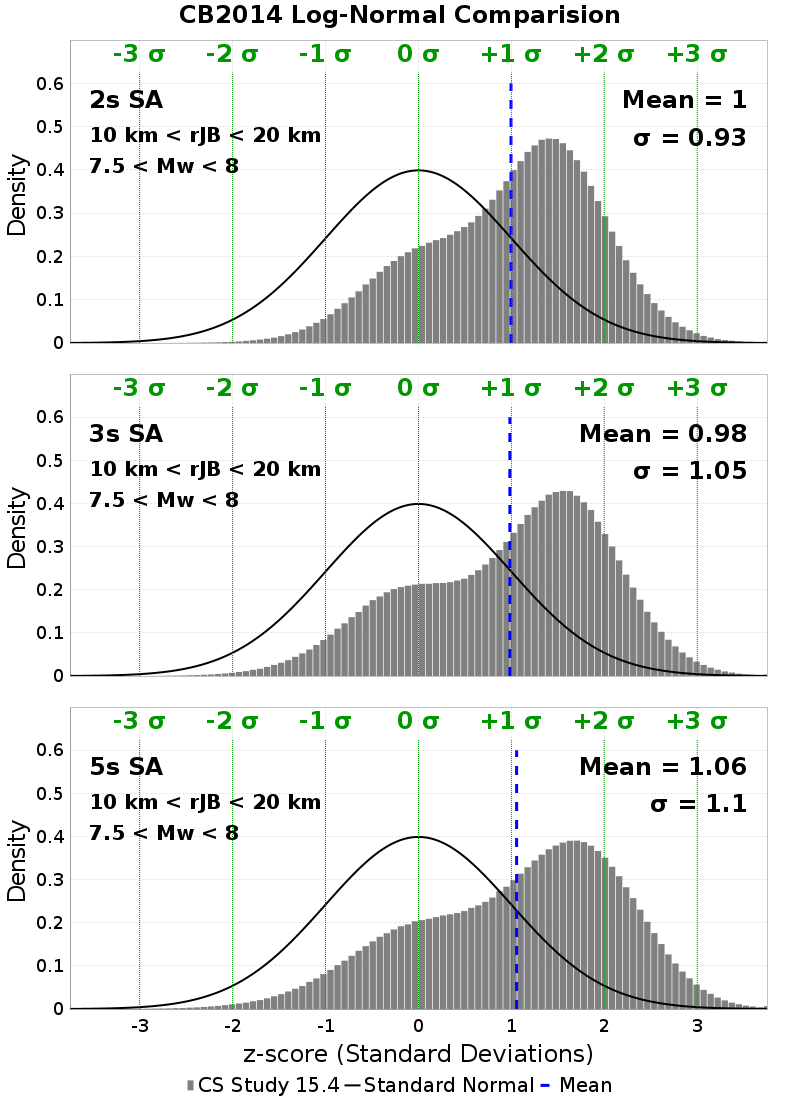 CB2014 Log-Normal Comparision
-3 σ -2 σ -1 σ 0 σ +1 σ +2 σ +3 σ
2s SA
Mean = 1
10 km < rJB < 20 km
σ = 0.93
7.5 < Mw < 8
Density
0.6
0.5
0.4
0.3
0.2
0.1
0
-3 σ -2 σ -1 σ 0 σ +1 σ +2 σ +3 σ
3s SA
Mean = 0.98
10 km < rJB < 20 km
σ = 1.05
7.5 < Mw < 8
Density
0.6
0.5
0.4
0.3
0.2
0.1
0
-3 σ -2 σ -1 σ 0 σ +1 σ +2 σ +3 σ
5s SA
Mean = 1.06
10 km < rJB < 20 km
σ = 1.1
7.5 < Mw < 8
Density
0.6
0.5
0.4
0.3
0.2
0.1
0
-3 -2 -1 0 1 2 3
z-score (Standard Deviations)
CS Study 15.4 Standard Normal Mean